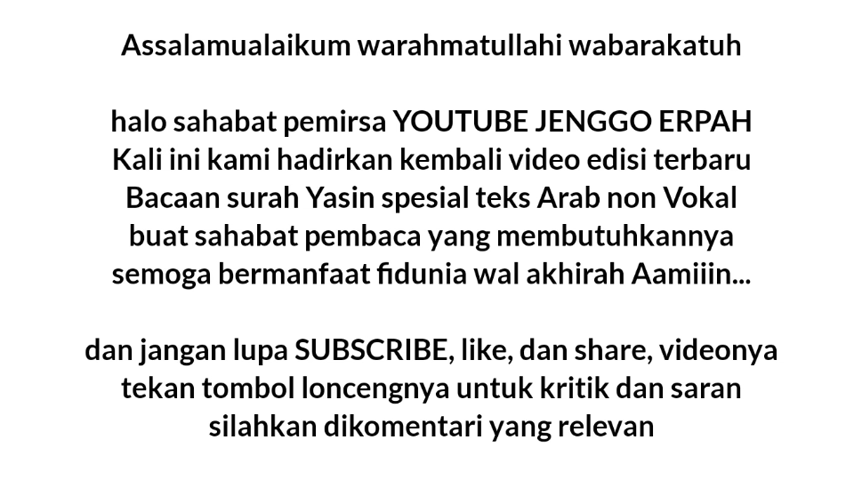 Assalamualaikum warahmatullahi wabarakatuh
halo sahabat pemirsa YOUTUBE JENGGO ERPAH
Kali ini kami hadirkan kembali video edisi terbaru
Bacaan surah Yasin spesial teks Arab non Vokal
buat sahabat pembaca yang membutuhkannya
semoga bermanfaat fidunia wal akhirah Aamiiin...
dan jangan lupa SUBSCRIBE, like, dan share, videonya
tekan tombol loncengnya untuk kritik dan saran
silahkan dikomentari yang relevan